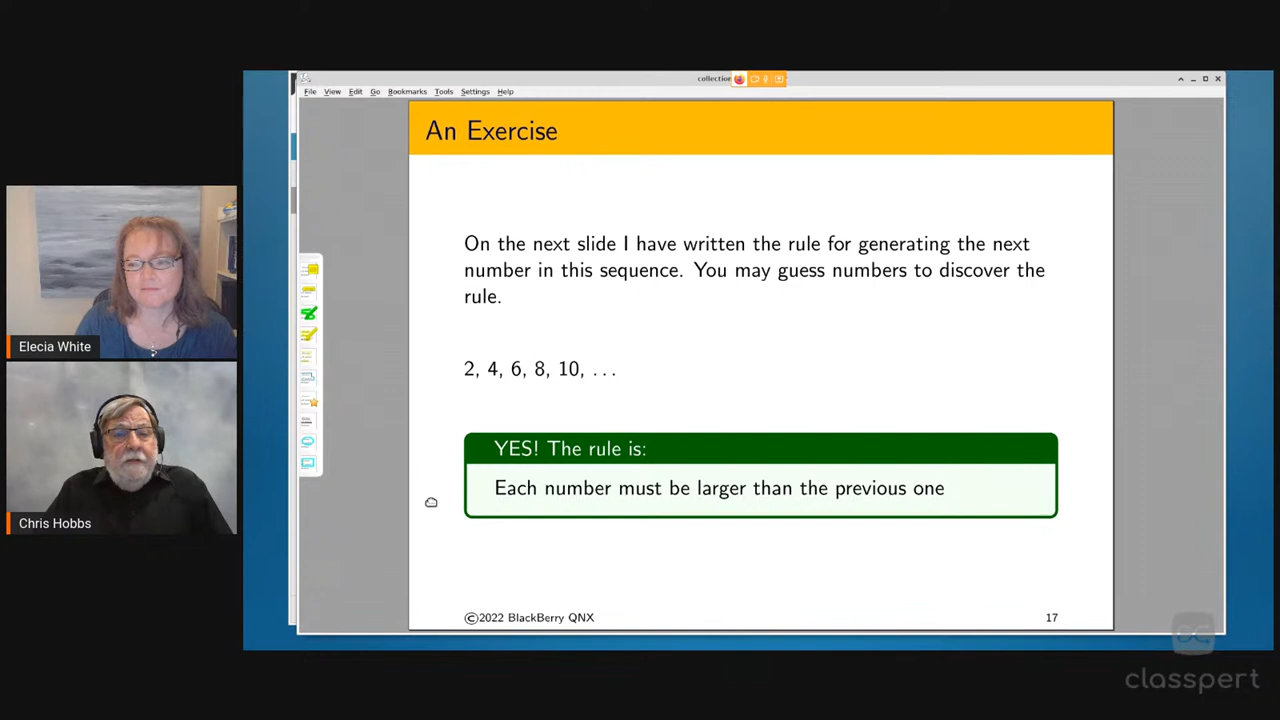 collection
File View Edit Go Bookmarks Tools Settings Help
An Exercise
On the next slide I have written the rule for generating the next
number in this sequence. You may guess numbers to discover the
rule.
2, 4, 6, 8, 10, . . .
YES! The rule is:
Each number must be larger than the previous one
©2022 BlackBerry QNX
17
Elecia White
Chris Hobbs
classpert